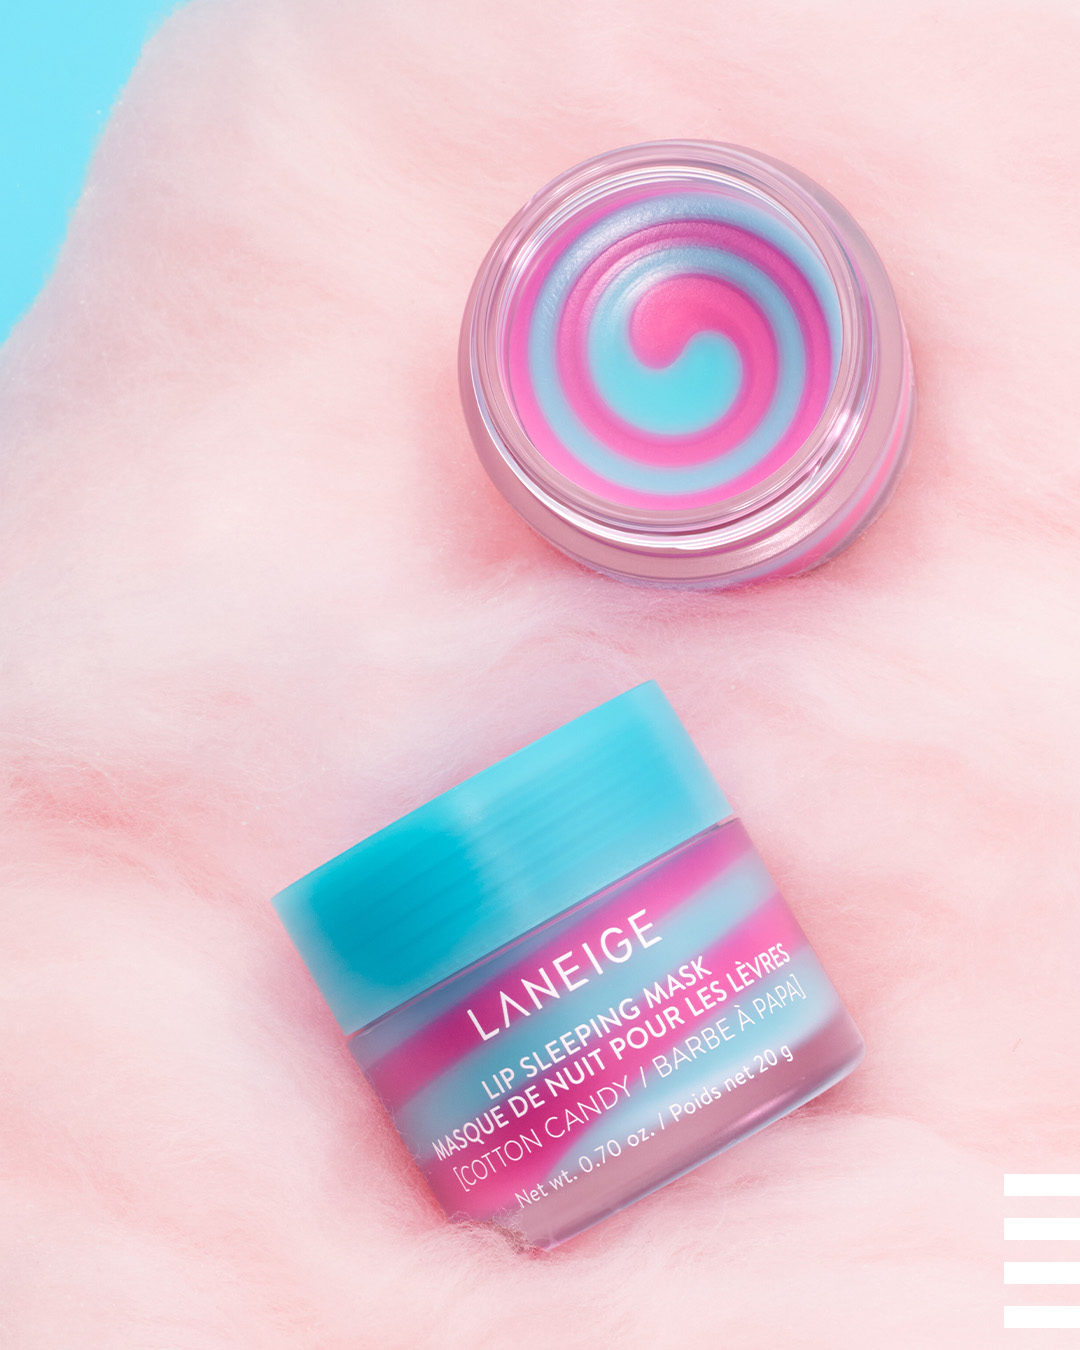 LANEIGE
LIP SLEEPING MASK
MASQUE DE NUIT POUR LES LÈVRES
[COTTON CANDY / BARBE À PAPA]
Net wt. 0.70 oz. / Poids net 20 g